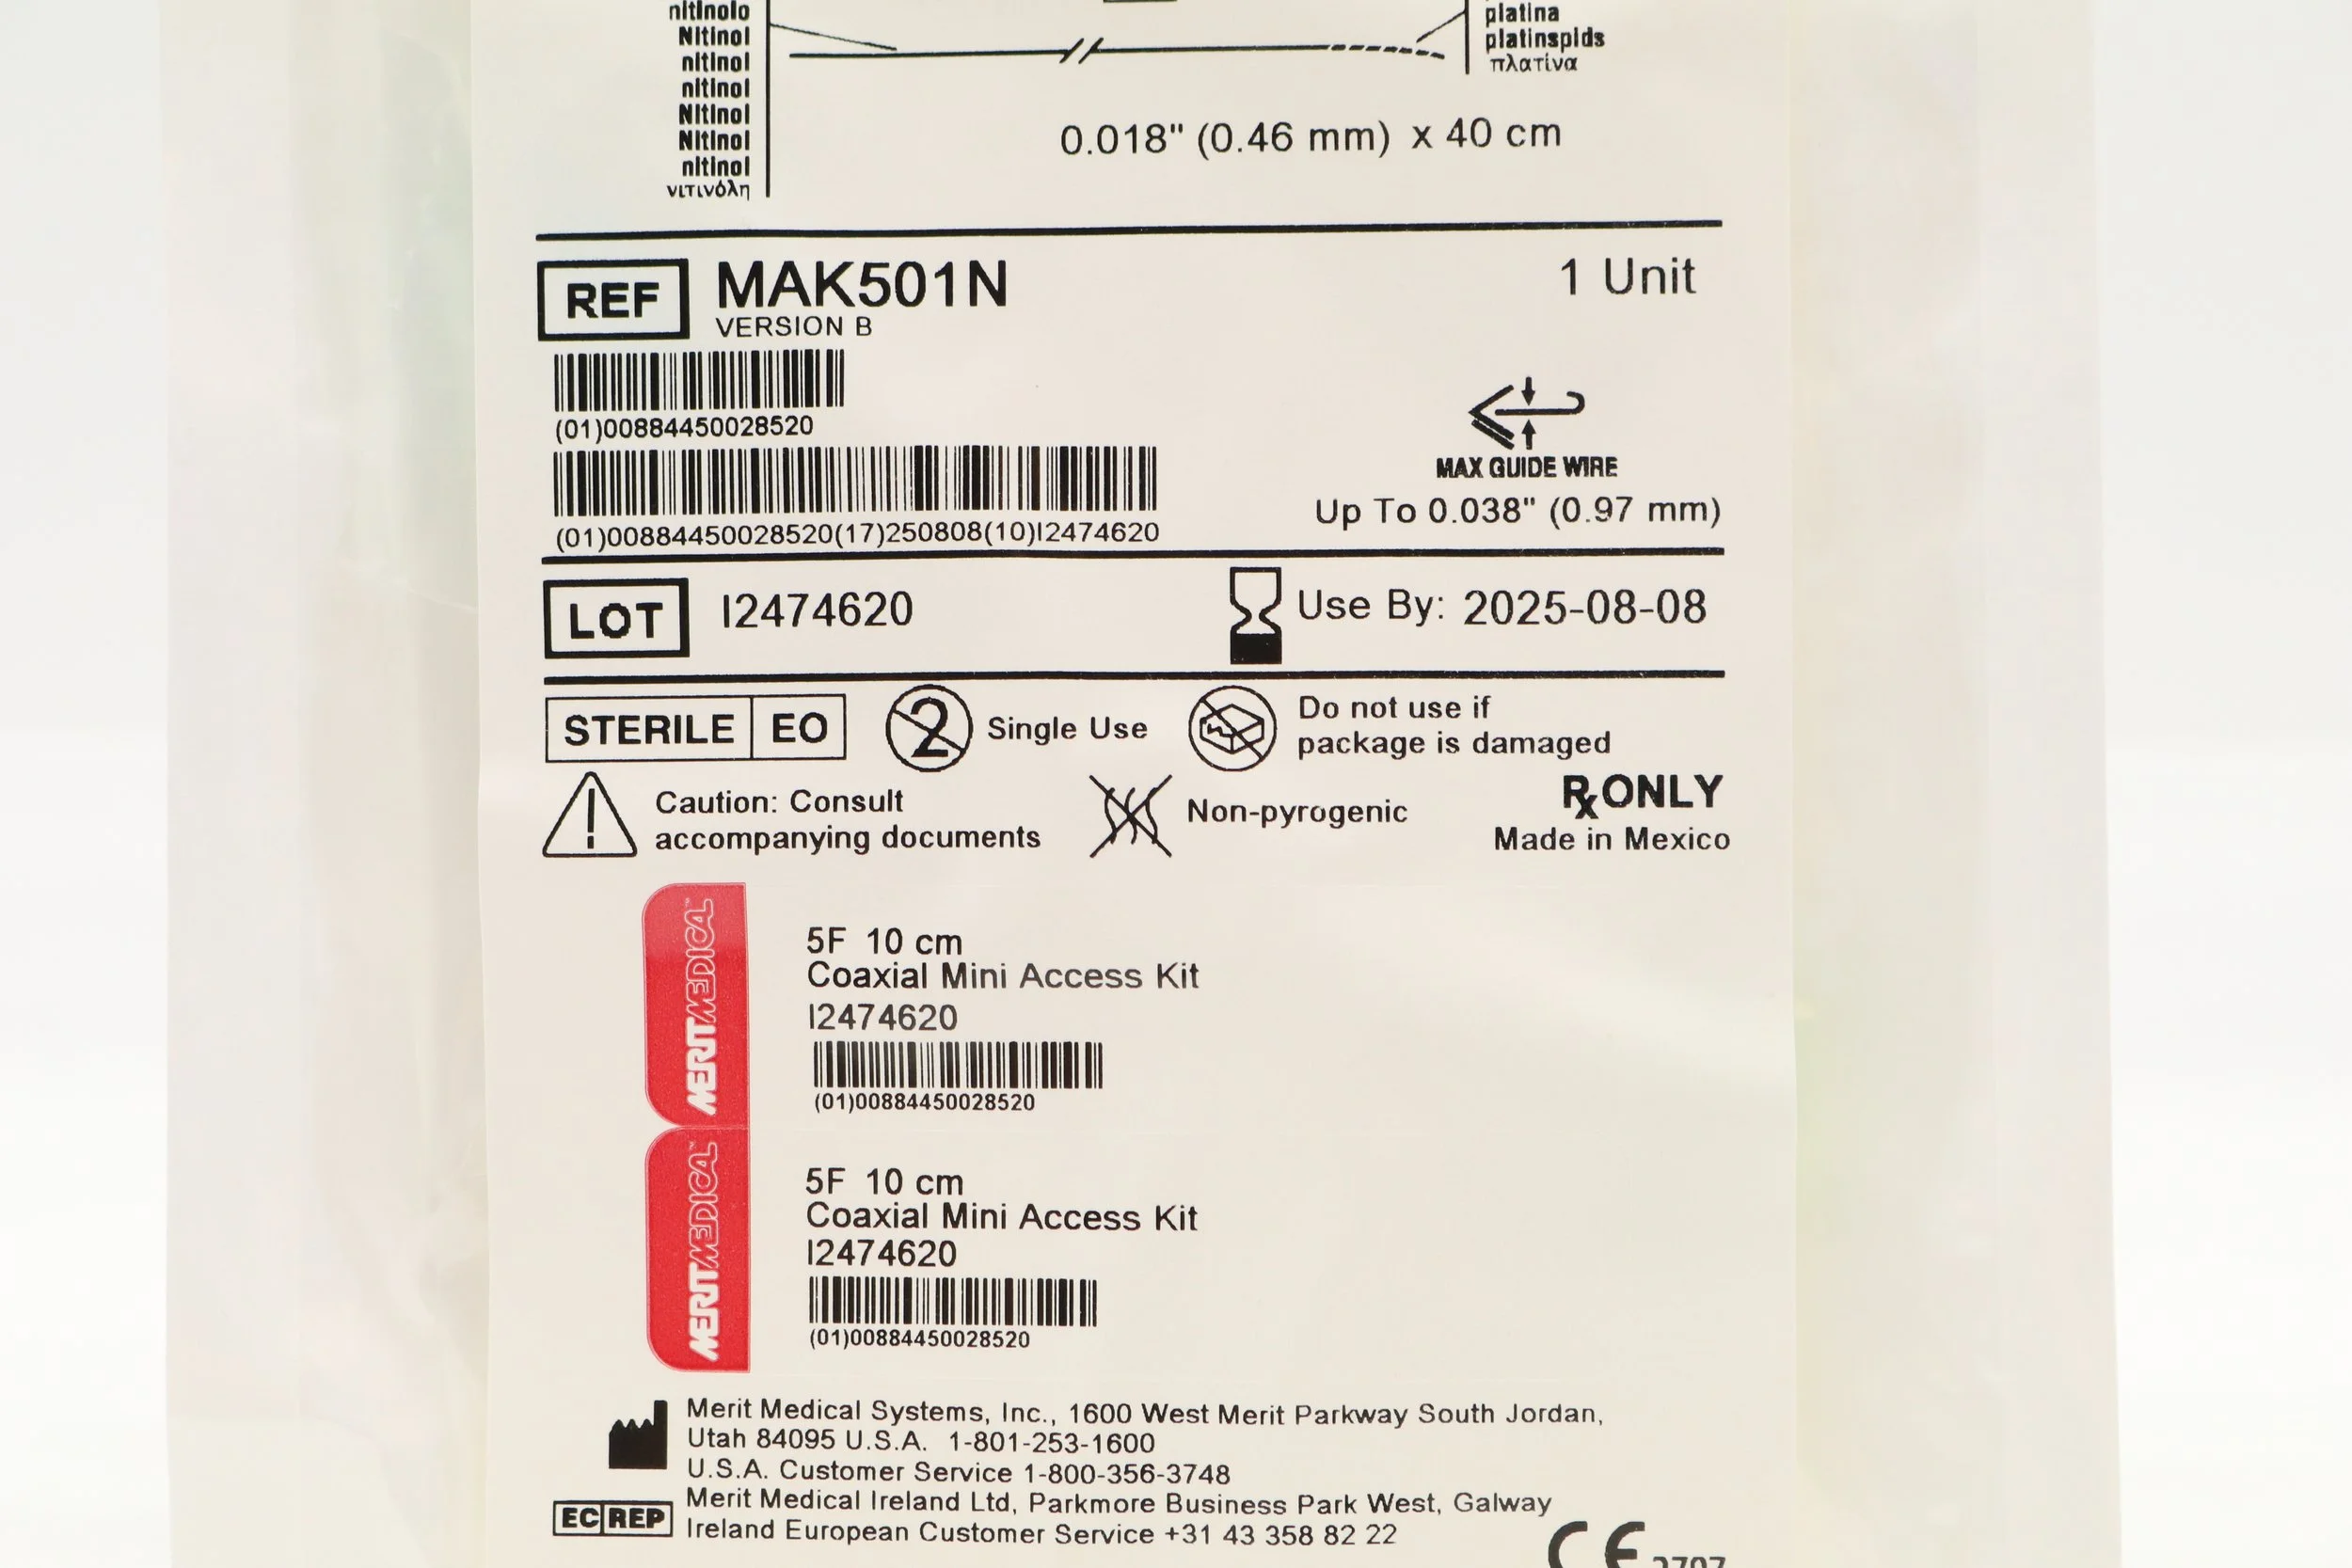 nitinolo
Nitinol
nitinol
nitinol
Nitinol
Nitinol
nitinol
νιτινόλη
platina
platinspids
πλατίνα
0.018" (0.46 mm) x 40 cm
REF MAK501N 1 Unit
VERSION B
(01)00884450028520
MAX GUIDE WIRE
Up To 0.038" (0.97 mm)
(01)00884450028520(17)250808(10)I2474620
LOT I2474620 Use By: 2025-08-08
STERILE EO 2 Single Use Do not use if
package is damaged
Caution: Consult
accompanying documents
Non-pyrogenic
RxONLY
Made in Mexico
MERITMEDICAL™
5F 10 cm
Coaxial Mini Access Kit
I2474620
(01)00884450028520
MERITMEDICAL™
5F 10 cm
Coaxial Mini Access Kit
I2474620
(01)00884450028520
Merit Medical Systems, Inc., 1600 West Merit Parkway South Jordan,
Utah 84095 U.S.A. 1-801-253-1600
U.S.A. Customer Service 1-800-356-3748
EC REP Merit Medical Ireland Ltd, Parkmore Business Park West, Galway
Ireland European Customer Service +31 43 358 82 22
CE